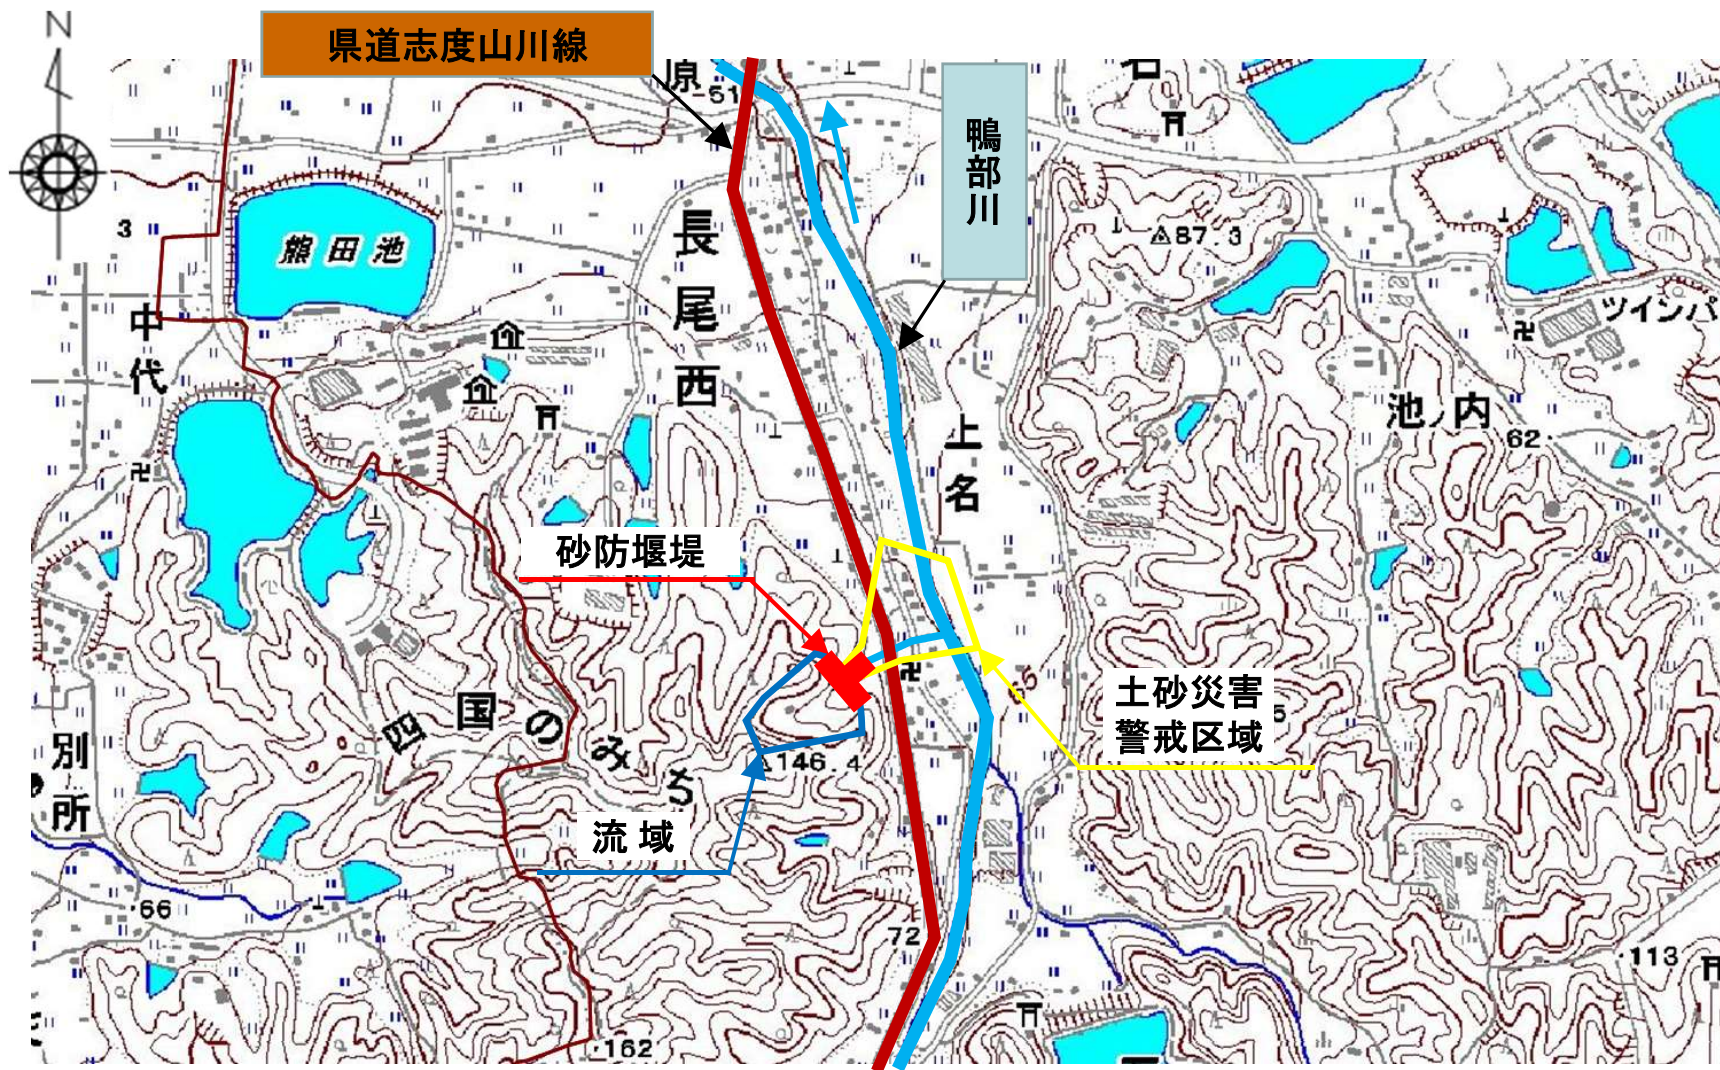 N
県道志度山川線
原
51
石
鴨部川
87.3
3
熊田池
長尾西
中代
ツインパ
池ノ内
62
上名
砂防堰堤
65
土砂災害
警戒区域
5
四国のみち
146.4
別所
流域
66
72
113
162